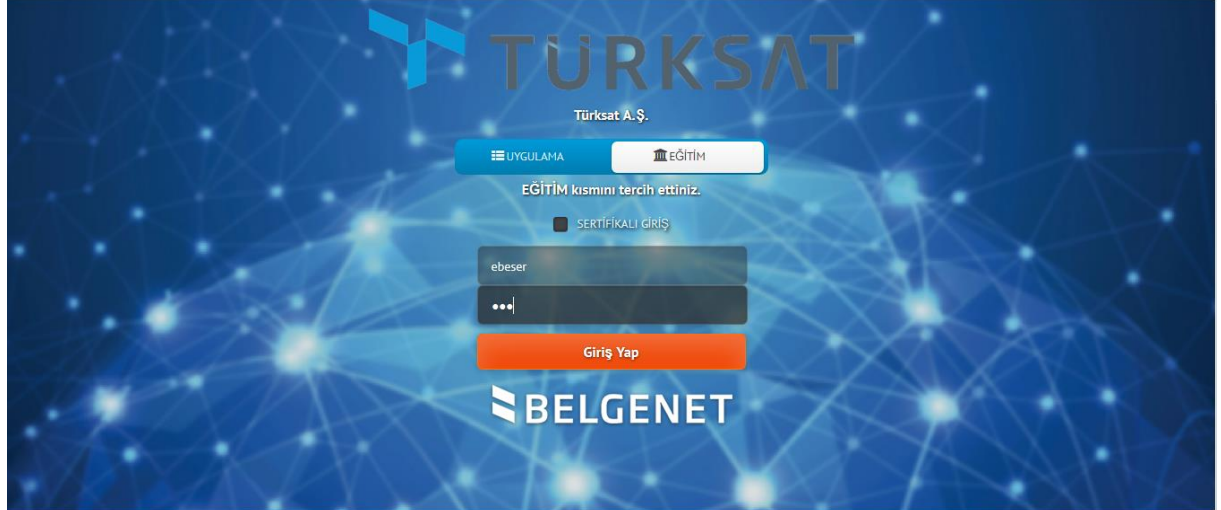 TÜRKSAT
Türksat A.Ş.
UYGULAMA EĞİTİM
EĞİTİM kısmını tercih ettiniz.
SERTİFİKALI GİRİŞ
ebeser
•••
Giriş Yap
BELGENET